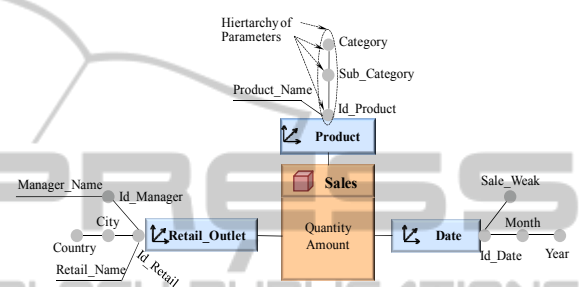 Hiertarchy of
Parameters
Category
Sub_Category
Product_Name
Id_Product
Product
Sales
Quantity
Amount
Manager_Name
Id_Manager
City
Country
Retail_Name
Id_Retail
Retail_Outlet
Date
Sale_Weak
Month
Id_Date
Year
PRESS